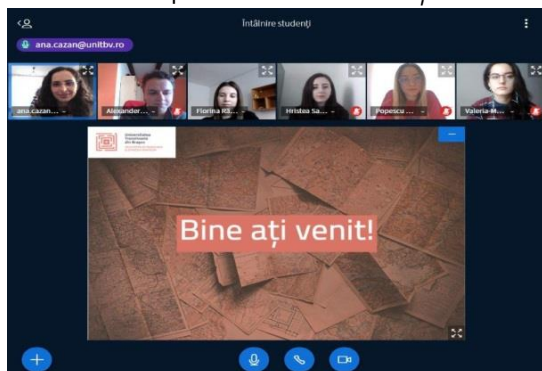 Întâlnire studenți
ana.cazan@unitbv.ro
ana.cazan...
Alexander...
Florina Ră...
Hristea Sa...
Popescu ...
Valeria-M...
Universitatea
Transilvania
din Brașov
Bine ați venit!